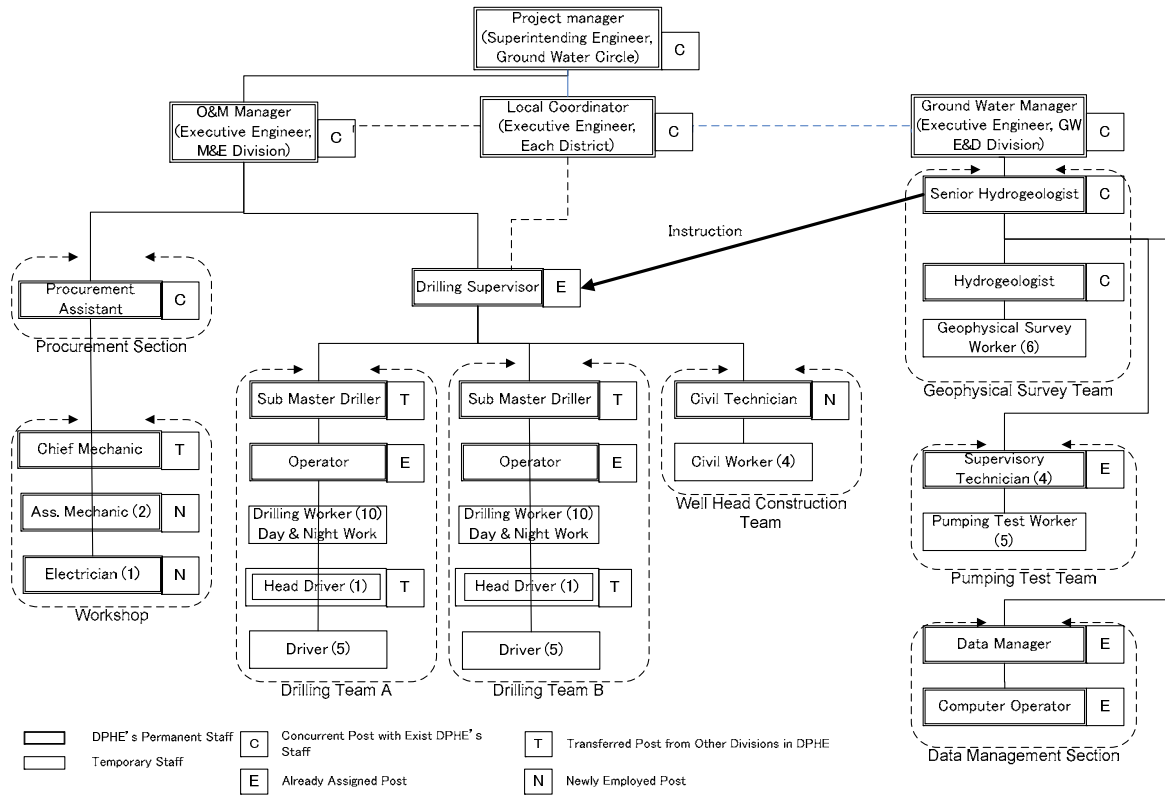 Project manager
(Superintending Engineer,
Ground Water Circle)
C
O&M Manager
(Executive Engineer,
M&E Division)
C
Local Coordinator
(Executive Engineer,
Each District)
C
Ground Water Manager
(Executive Engineer, GW
E&D Division)
C
Senior Hydrogeologist
C
Instruction
Hydrogeologist
C
Geophysical Survey
Worker (6)
Geophysical Survey Team
Drilling Supervisor
E
Procurement
Assistant
C
Procurement Section
Chief Mechanic
T
Ass. Mechanic (2)
N
Electrician (1)
N
Workshop
Sub Master Driller
T
Operator
E
Drilling Worker (10)
Day & Night Work
Head Driver (1)
T
Driver (5)
Drilling Team A
Sub Master Driller
T
Operator
E
Drilling Worker (10)
Day & Night Work
Head Driver (1)
T
Driver (5)
Drilling Team B
Civil Technician
N
Civil Worker (4)
Well Head Construction
Team
Supervisory
Technician (4)
E
Pumping Test Worker
(5)
Pumping Test Team
Data Manager
E
Computer Operator
E
Data Management Section
DPHE's Permanent Staff
Temporary Staff
C
Concurrent Post with Exist DPHE's
Staff
E
Already Assigned Post
T
Transferred Post from Other Divisions in DPHE
N
Newly Employed Post